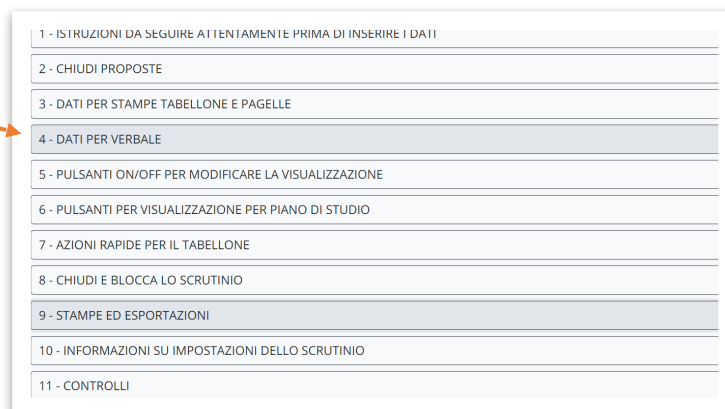 1 - ISTRUZIONI DA SEGUIRE ATTENTAMENTE PRIMA DI INSERIRE I DATI
2 - CHIUDI PROPOSTE
3 - DATI PER STAMPE TABELLONE E PAGELLE
4 - DATI PER VERBALE
5 - PULSANTI ON/OFF PER MODIFICARE LA VISUALIZZAZIONE
6 - PULSANTI PER VISUALIZZAZIONE PER PIANO DI STUDIO
7 - AZIONI RAPIDE PER IL TABELLONE
8 - CHIUDI E BLOCCA LO SCRUTINIO
9 - STAMPE ED ESPORTAZIONI
10 - INFORMAZIONI SU IMPOSTAZIONI DELLO SCRUTINIO
11 - CONTROLLI